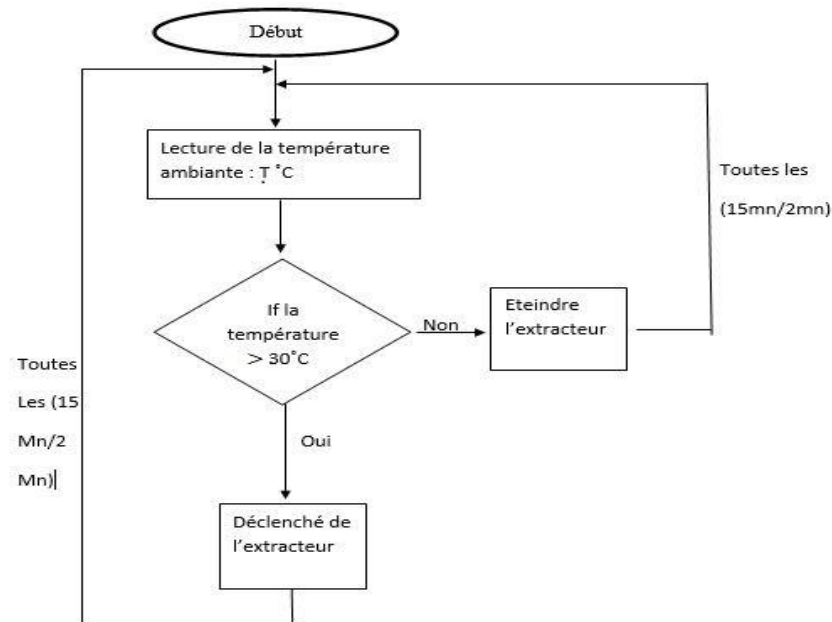 Début
Lecture de la température
ambiante : Ṭ °C
Toutes les
(15mn/2mn)
If la
température
> 30°C
Non
Eteindre
l'extracteur
Toutes
Les (15
Mn/2
Mn)
Oui
Déclenché de
l'extracteur